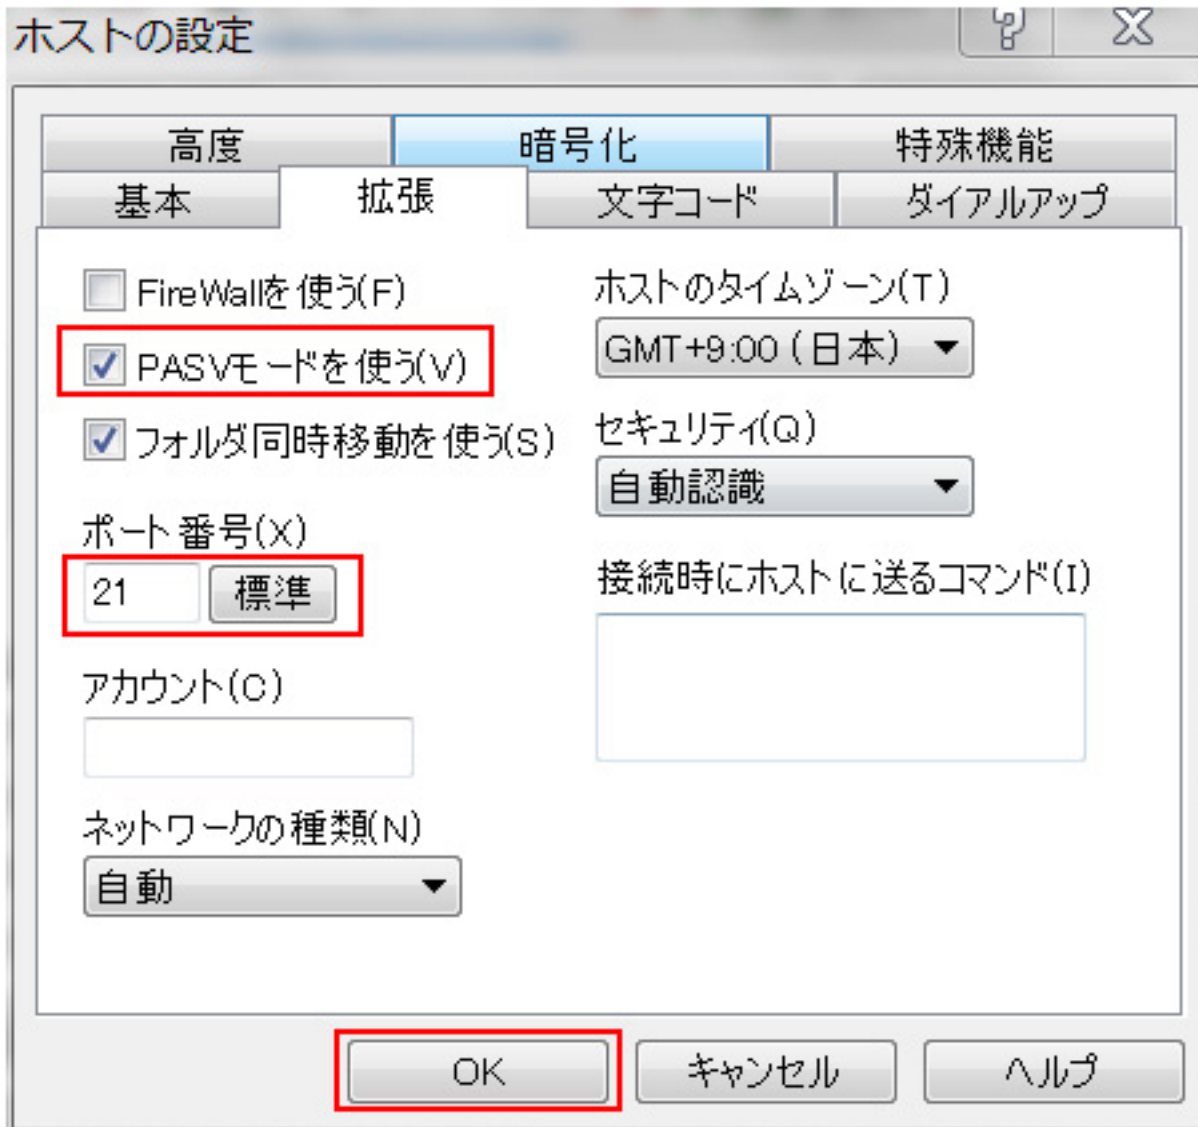 ホストの設定
高度 暗号化 特殊機能
基本 拡張 文字コード ダイアルアップ
FireWallを使う(F)
PASVモードを使う(V)
フォルダ同時移動を使う(S)
ポート番号(X)
21 標準
アカウント(C)
ネットワークの種類(N)
自動
ホストのタイムゾーン(T)
GMT+9:00 (日本)
セキュリティ(Q)
自動認識
接続時にホストに送るコマンド(I)
OK キャンセル ヘルプ